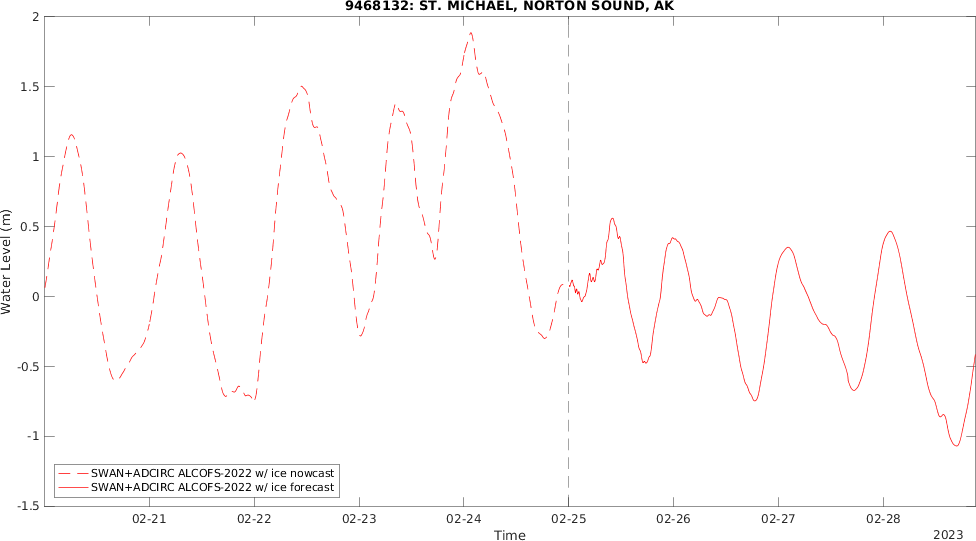 9468132: ST. MICHAEL, NORTON SOUND, AK
2
1.5
1
0.5
0
-0.5
-1
-1.5
Water Level (m)
SWAN+ADCIRC ALCOFS-2022 w/ ice nowcast
SWAN+ADCIRC ALCOFS-2022 w/ ice forecast
02-21 02-22 02-23 02-24 02-25 02-26 02-27 02-28
Time
2023